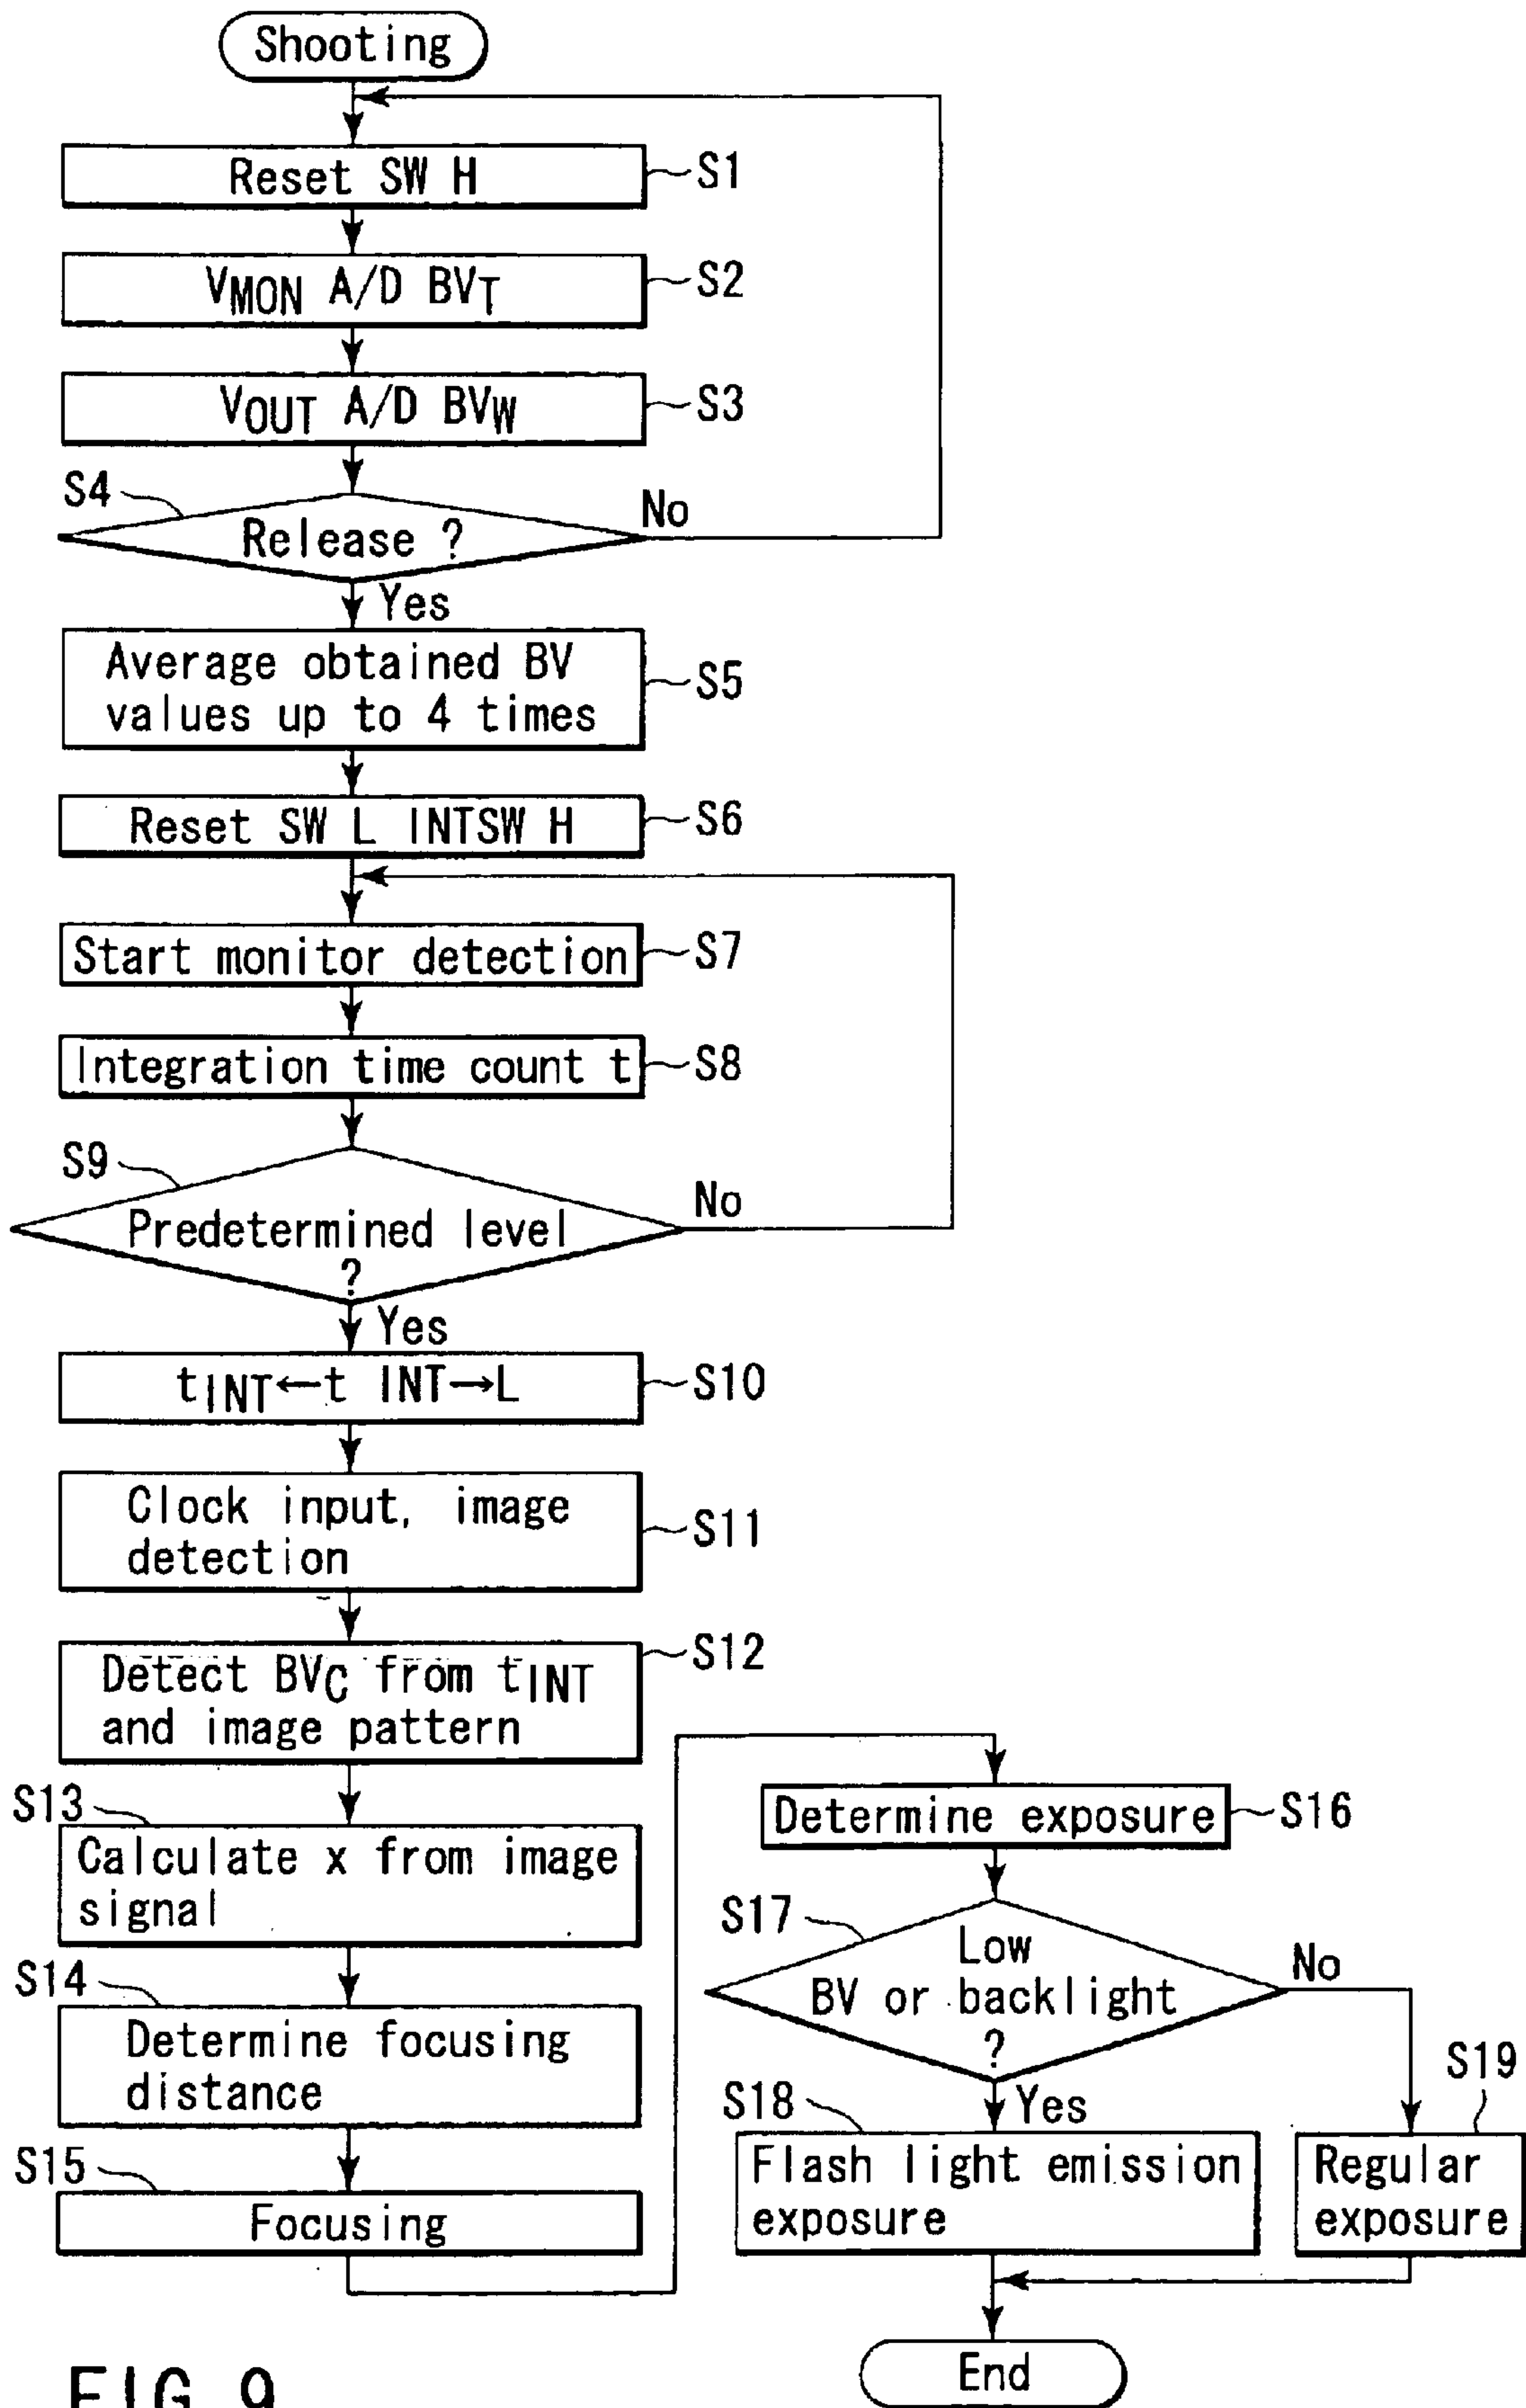 Shooting
Reset SW H
S1
VMON A/D BVT
S2
VOUT A/D BVW
S3
S4
Release ?
No
Yes
Average obtained BV
values up to 4 times
S5
Reset SW L INTSW H
S6
Start monitor detection
S7
Integration time count t
S8
S9
Predetermined level
?
No
Yes
tINT←t INT→L
S10
Clock input, image
detection
S11
Detect BVC from tINT
and image pattern
S12
S13
Calculate x from image
signal
S14
Determine focusing
distance
S15
Focusing
Determine exposure
S16
S17
Low
BV or backlight
?
No
Yes
S18
Flash light emission
exposure
S19
Regular
exposure
End
FIG. 9